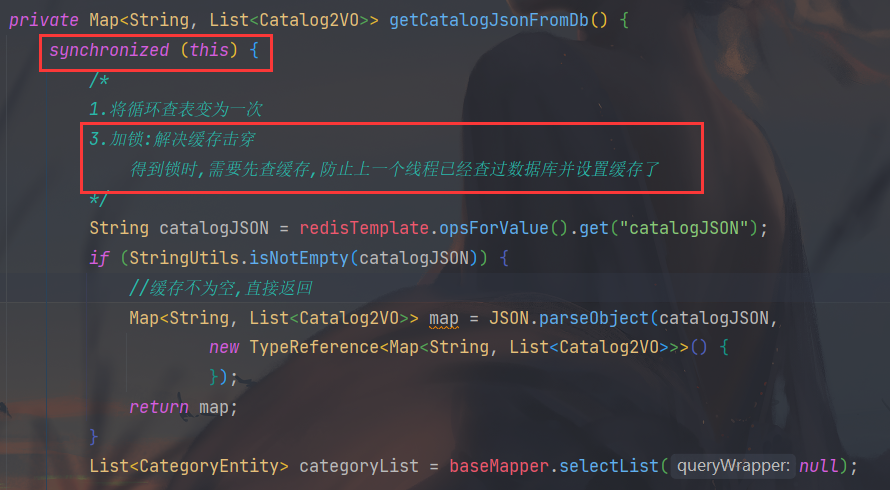 private Map<String, List<Catalog2VO>> getCatalogJsonFromDb() {
synchronized (this) {
/*
1.将循环查表变为一次
3.加锁:解决缓存击穿
得到锁时,需要先查缓存,防止上一个线程已经查过数据库并设置缓存了
*/
String catalogJSON = redisTemplate.opsForValue().get("catalogJSON");
if (StringUtils.isNotEmpty(catalogJSON)) {
//缓存不为空,直接返回
Map<String, List<Catalog2VO>> map = JSON.parseObject(catalogJSON,
new TypeReference<Map<String, List<Catalog2VO>>>() {
});
return map;
}
List<CategoryEntity> categoryList = baseMapper.selectList( queryWrapper: null);